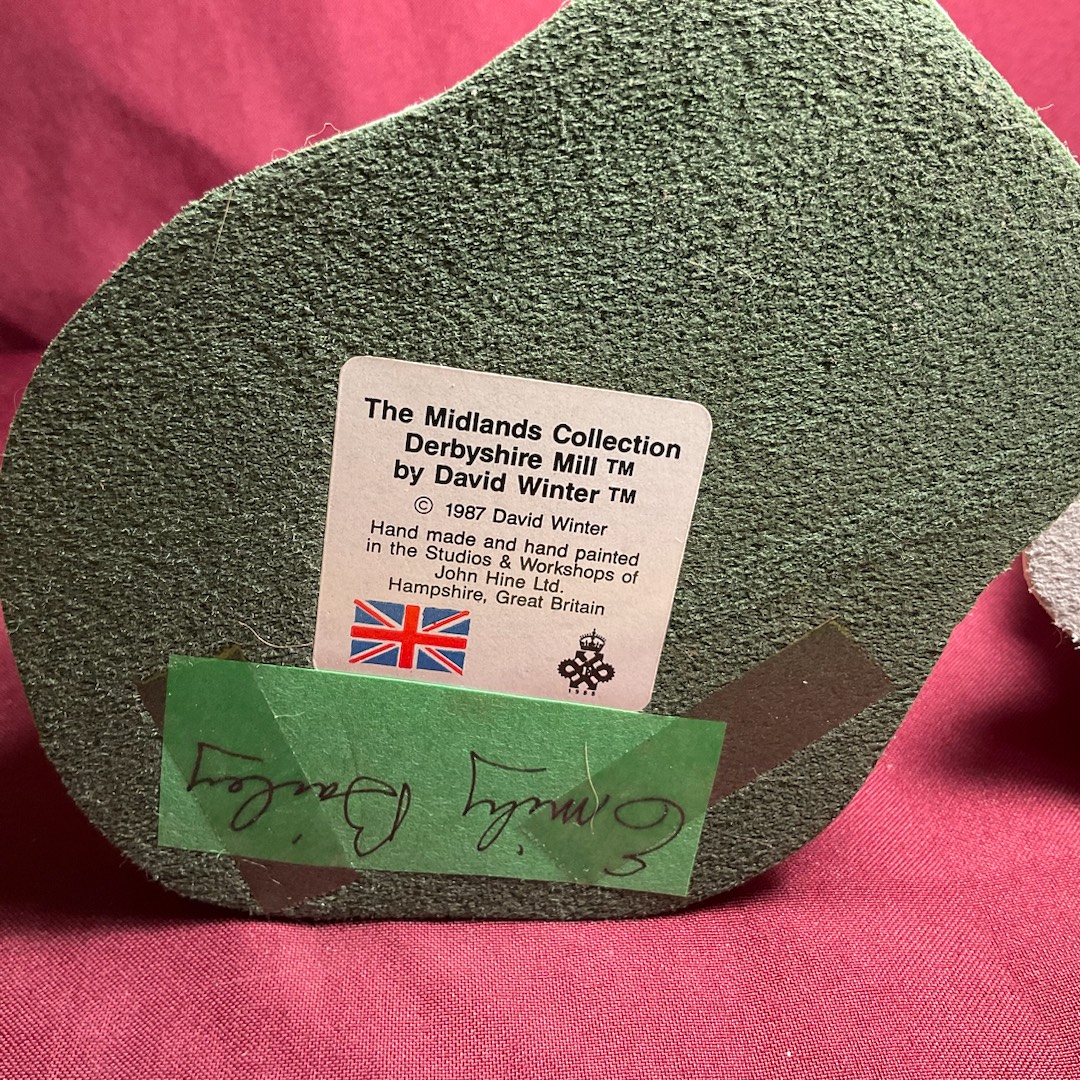 The Midlands Collection
Derbyshire Mill ™
by David Winter ™
© 1987 David Winter
Hand made and hand painted
in the Studios & Workshops of
John Hine Ltd.
Hampshire, Great Britain
1988
Emily Bailey